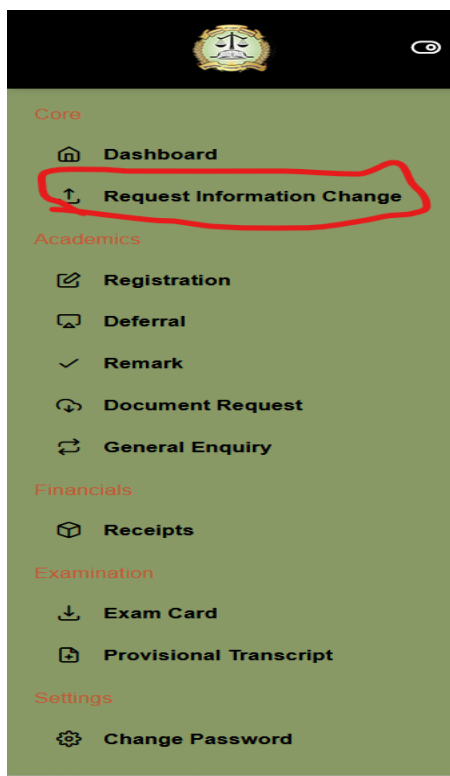 Core
Dashboard
Request Information Change
Academics
Registration
Deferral
Remark
Document Request
General Enquiry
Financials
Receipts
Examination
Exam Card
Provisional Transcript
Settings
Change Password